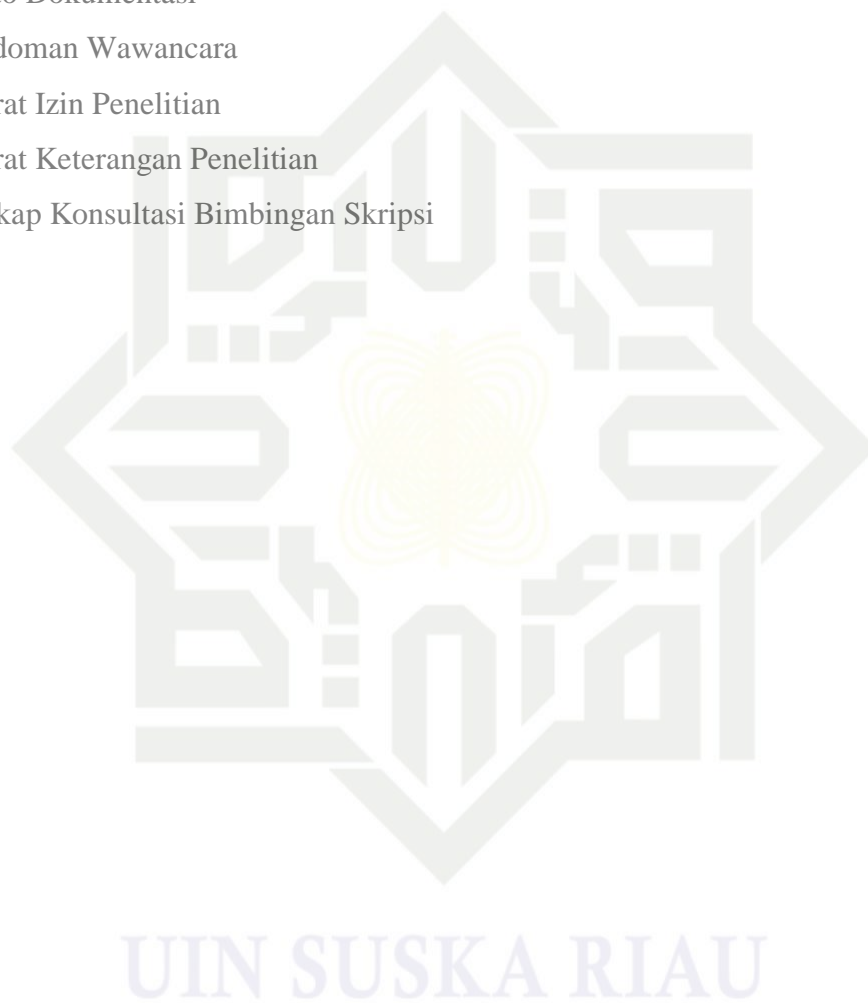 o Dokumentasi
doman Wawancara
rat Izin Penelitian
rat Keterangan Penelitian
kap Konsultasi Bimbingan Skripsi
UIN SUSKA RIAU